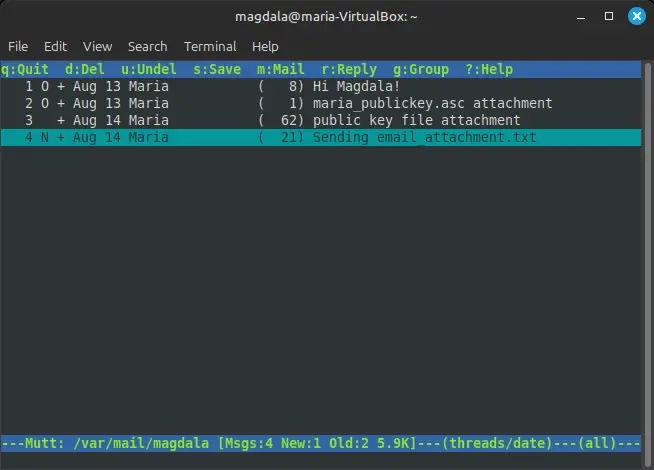 magdala@maria-VirtualBox: ~
File Edit View Search Terminal Help
q:Quit  d:Del  u:Undel  s:Save  m:Mail  r:Reply  g:Group  ?:Help
   1 O + Aug 13 Maria           (   8) Hi Magdala!
   2 O + Aug 13 Maria           (   1) maria_publickey.asc attachment
   3   + Aug 14 Maria           (  62) public key file attachment
   4 N + Aug 14 Maria           (  21) Sending email_attachment.txt
---Mutt: /var/mail/magdala [Msgs:4 New:1 Old:2 5.9K]---(threads/date)---(all)---